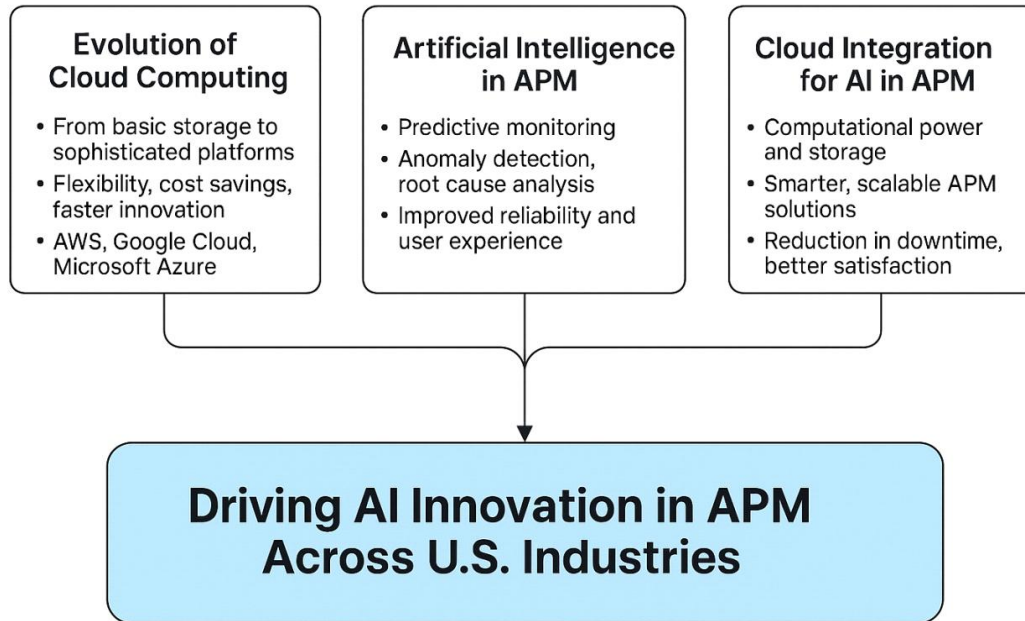 Evolution of
Cloud Computing
• From basic storage to
sophisticated platforms
• Flexibility, cost savings,
faster innovation
• AWS, Google Cloud,
Microsoft Azure
Artificial Intelligence
in APM
• Predictive monitoring
• Anomaly detection,
root cause analysis
• Improved reliability and
user experience
Cloud Integration
for AI in APM
• Computational power
and storage
• Smarter, scalable APM
solutions
• Reduction in downtime,
better satisfaction
Driving AI Innovation in APM
Across U.S. Industries